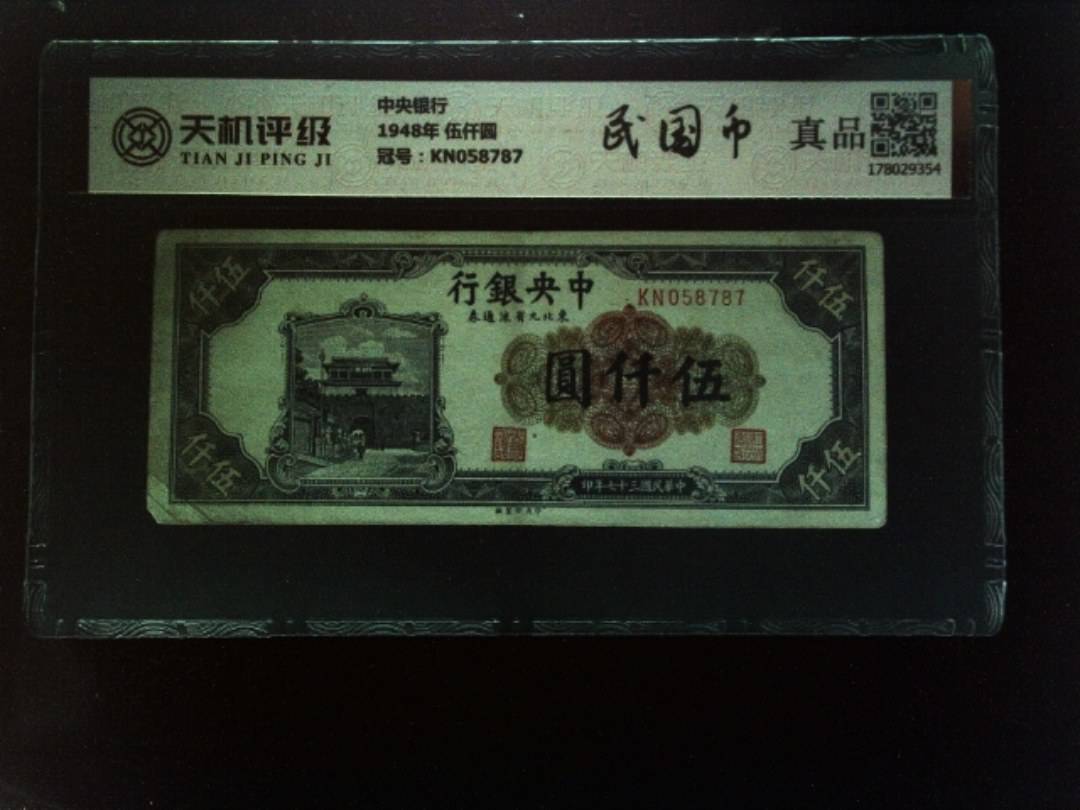 天机评级
TIAN JI PING JI
中央银行
1948年 伍仟圓
冠号：KN058787
民国币
真品
178029354
伍仟
行銀央中
KN058787
券通流省九北東
伍仟
圓仟伍
伍仟
伍仟
印年七十三國民華中